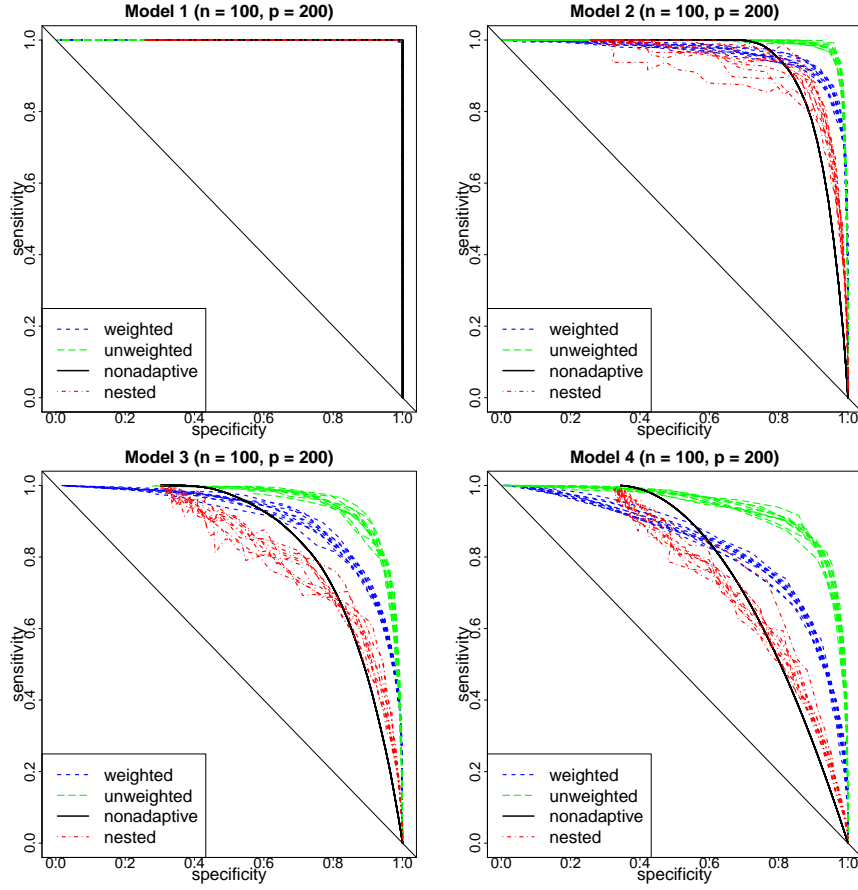 Model 1 (n = 100, p = 200)
sensitivity
0.0 0.2 0.4 0.6 0.8 1.0
weighted
unweighted
nonadaptive
nested
0.0 0.2 0.4 0.6 0.8 1.0
specificity
Model 2 (n = 100, p = 200)
sensitivity
0.0 0.2 0.4 0.6 0.8 1.0
weighted
unweighted
nonadaptive
nested
0.0 0.2 0.4 0.6 0.8 1.0
specificity
Model 3 (n = 100, p = 200)
sensitivity
0.0 0.2 0.4 0.6 0.8 1.0
weighted
unweighted
nonadaptive
nested
0.0 0.2 0.4 0.6 0.8 1.0
specificity
Model 4 (n = 100, p = 200)
sensitivity
0.0 0.2 0.4 0.6 0.8 1.0
weighted
unweighted
nonadaptive
nested
0.0 0.2 0.4 0.6 0.8 1.0
specificity